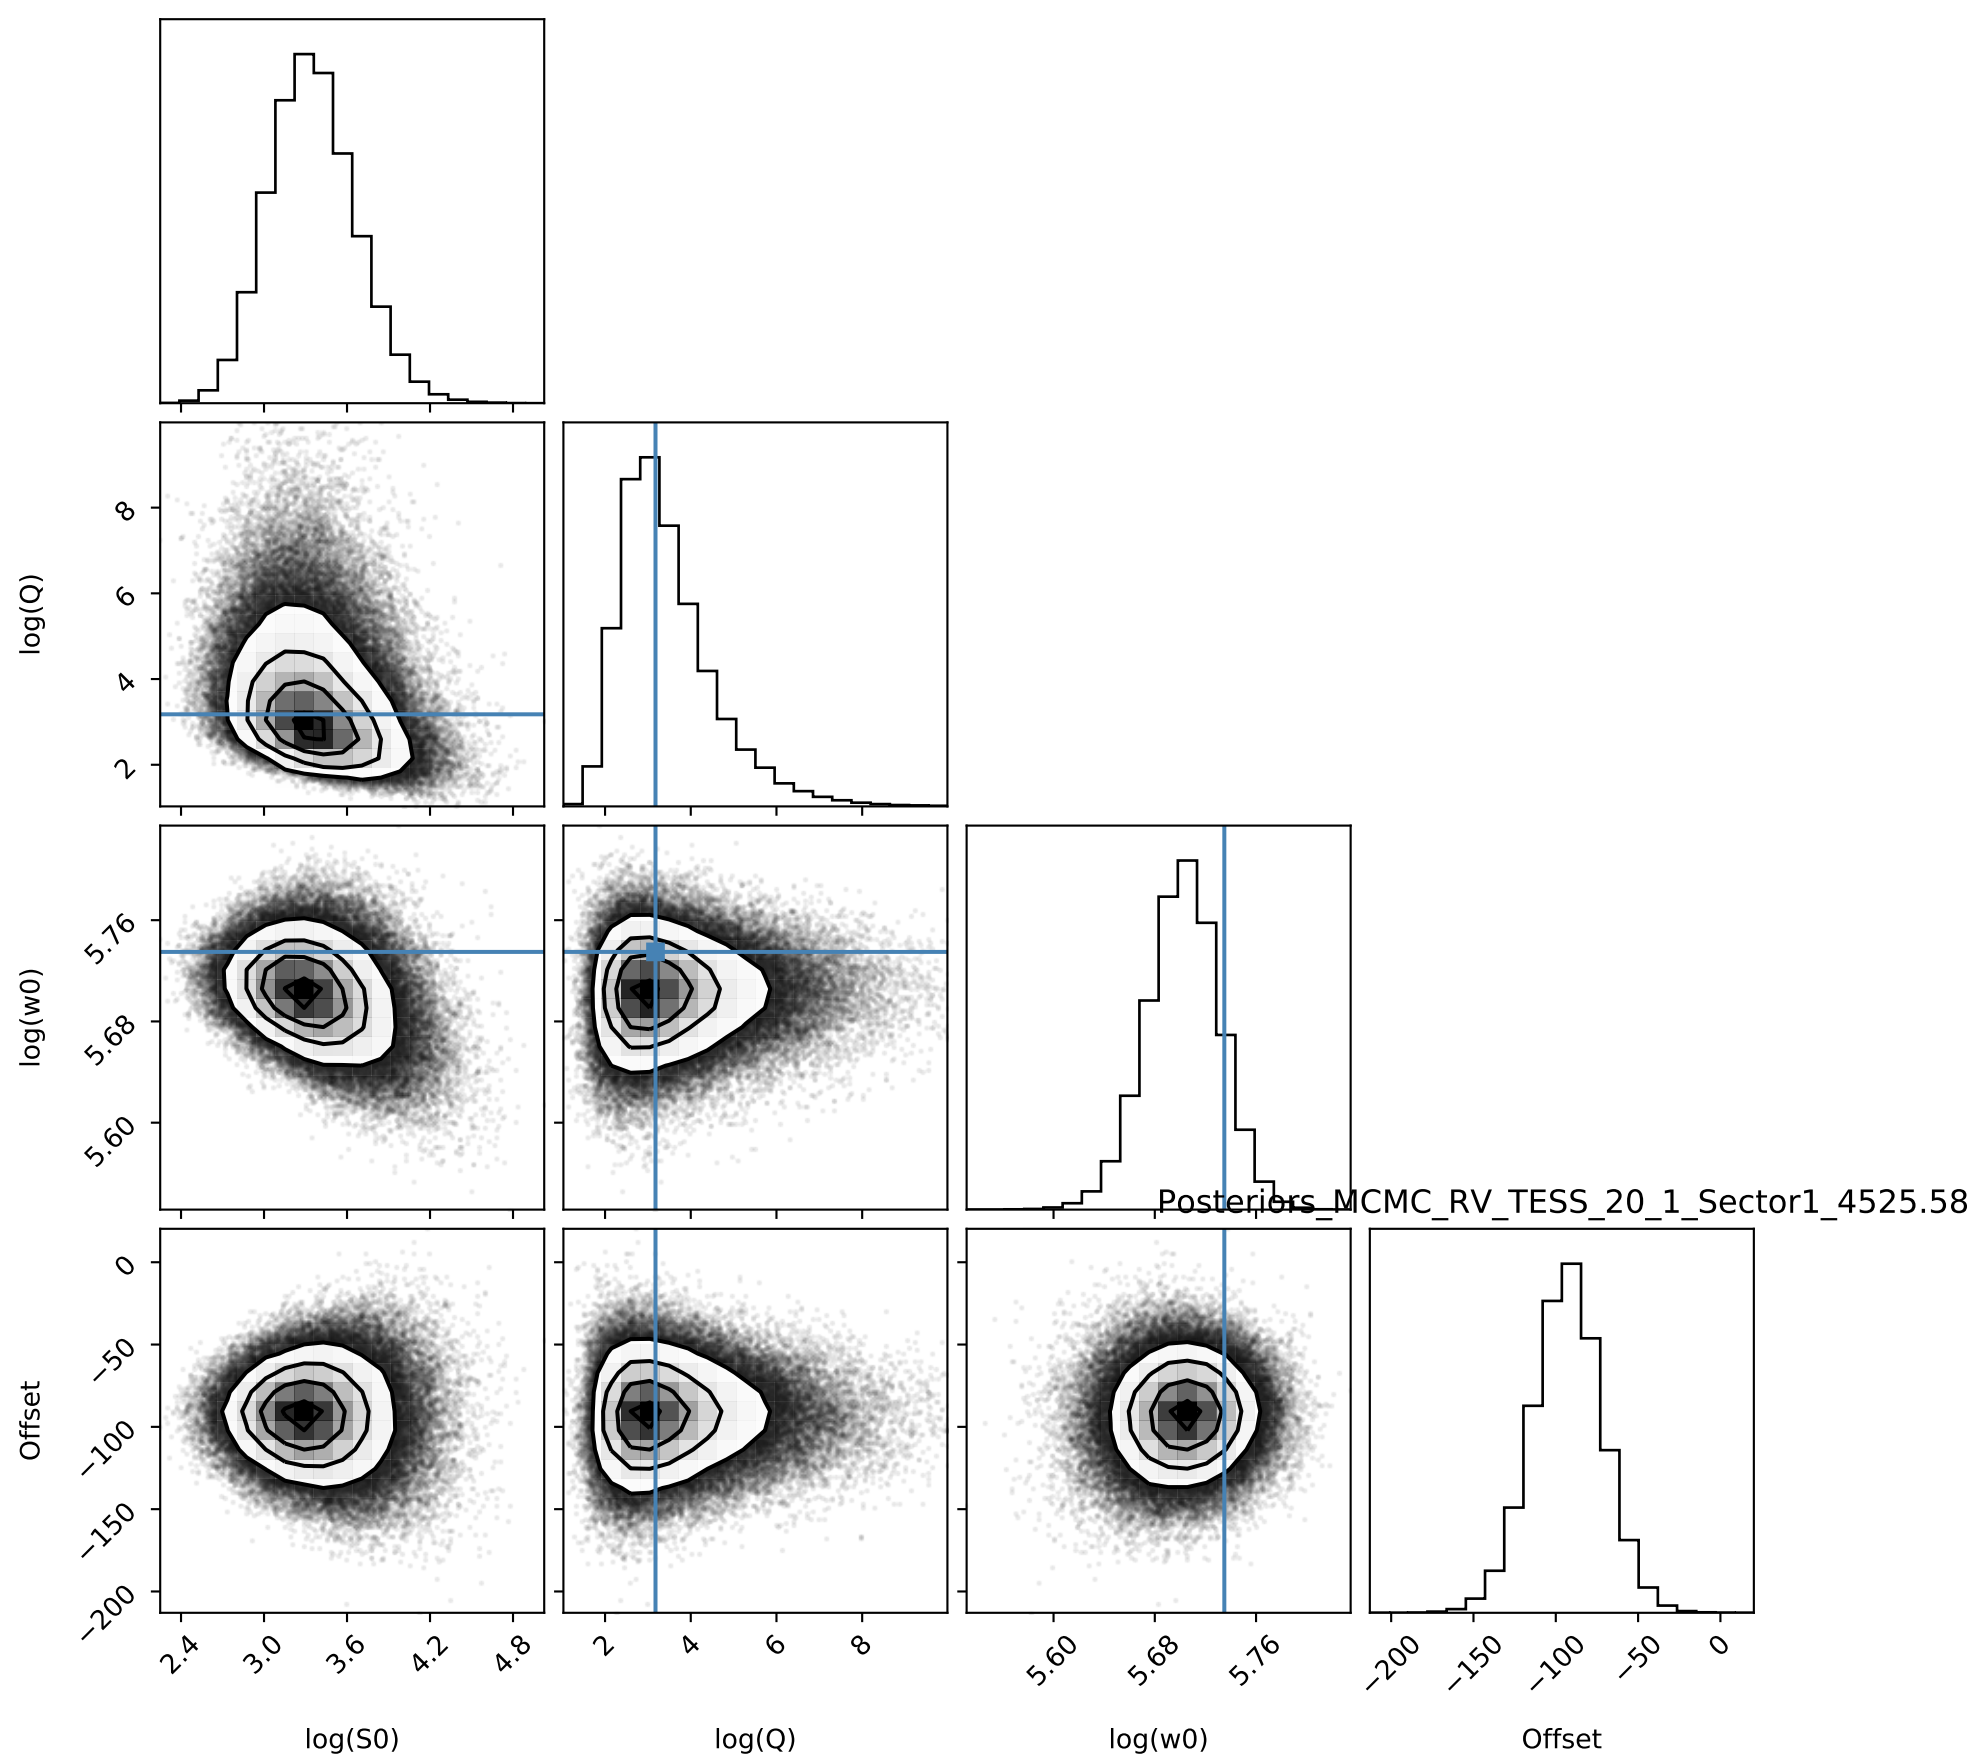 log(Q)
8
6
4
2
log(w0)
5.76
5.68
5.60
Posteriors_MCMC_RV_TESS_20_1_Sector1_4525.58
Offset
0
−50
−100
−150
−200
2.4 3.0 3.6 4.2 4.8
2 4 6 8
5.60 5.68 5.76
−200 −150 −100 −50 0
log(S0) log(Q) log(w0) Offset